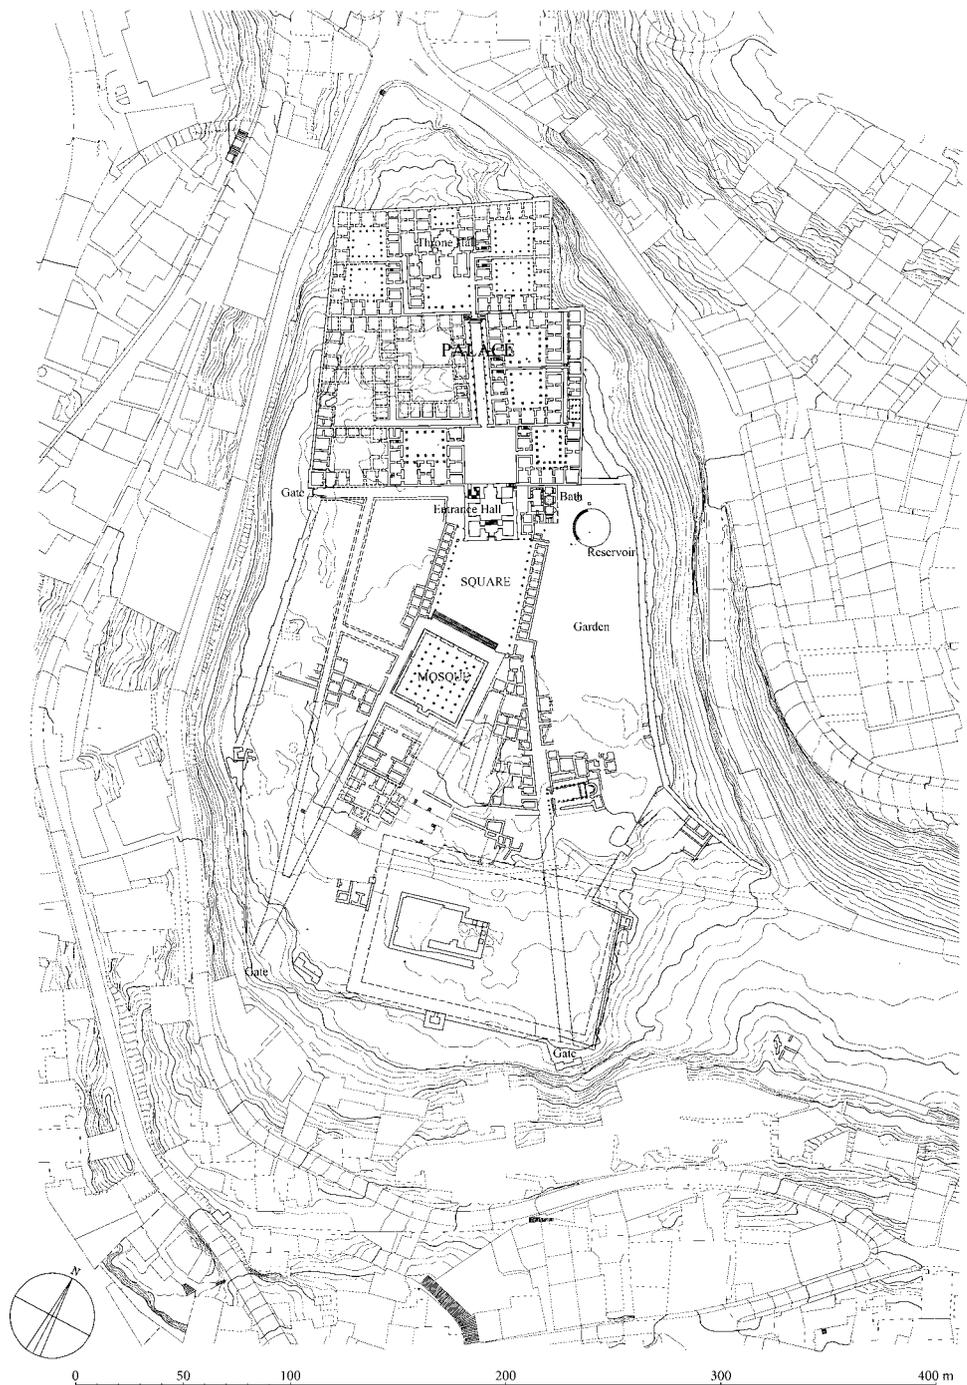 Throne Hall
PALACE
Gate
Bath
Entrance Hall
Reservoir
SQUARE
Garden
MOSQUE
Gate
Gate
N
0 50 100 200 300 400 m